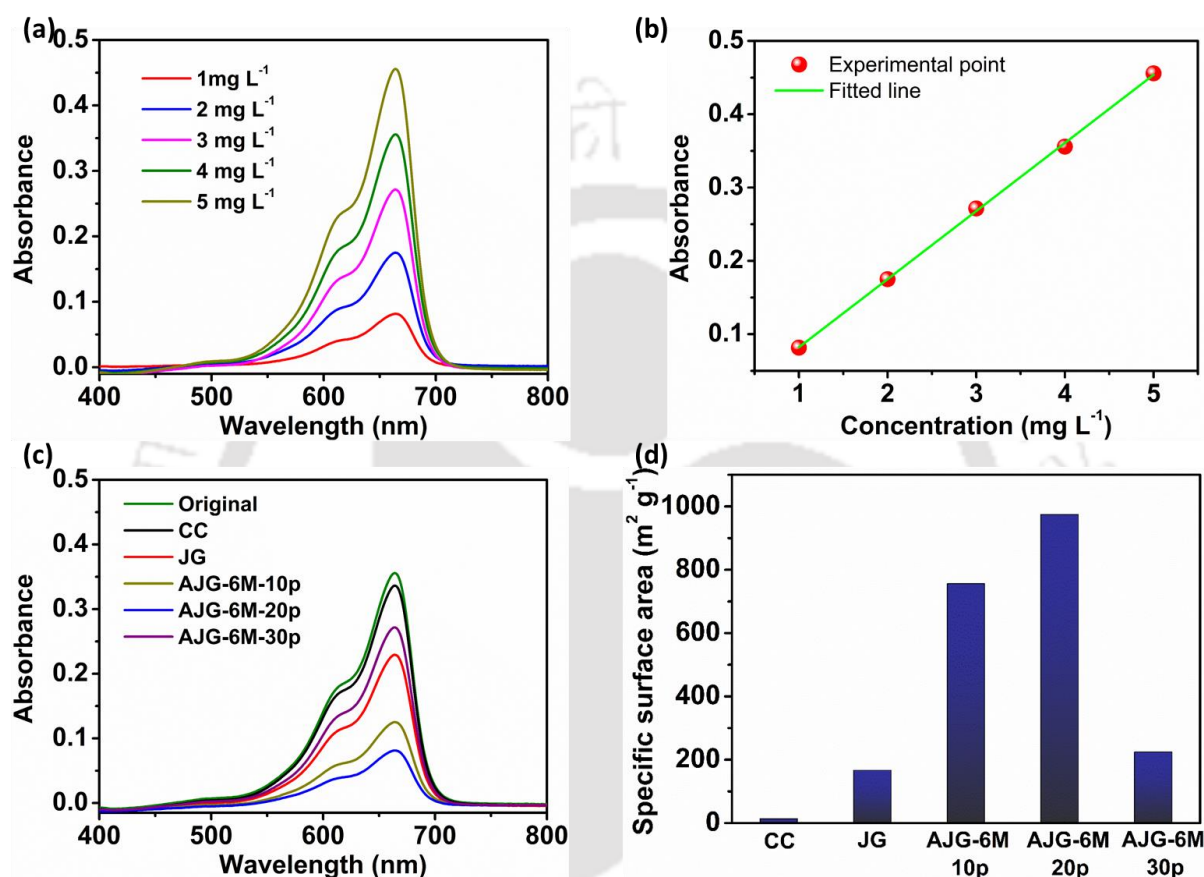 (a)
0.5
0.4
0.3
0.2
0.1
0.0
Absorbance
1mg L⁻¹
2 mg L⁻¹
3 mg L⁻¹
4 mg L⁻¹
5 mg L⁻¹
400 500 600 700 800
Wavelength (nm)
(b)
0.5
0.4
0.3
0.2
0.1
Absorbance
Experimental point
Fitted line
1 2 3 4 5
Concentration (mg L⁻¹)
(c)
0.5
0.4
0.3
0.2
0.1
0.0
Absorbance
Original
CC
JG
AJG-6M-10p
AJG-6M-20p
AJG-6M-30p
400 500 600 700 800
Wavelength (nm)
(d)
1000
800
600
400
200
0
Specific surface area (m² g⁻¹)
CC JG AJG-6M AJG-6M AJG-6M
10p 20p 30p